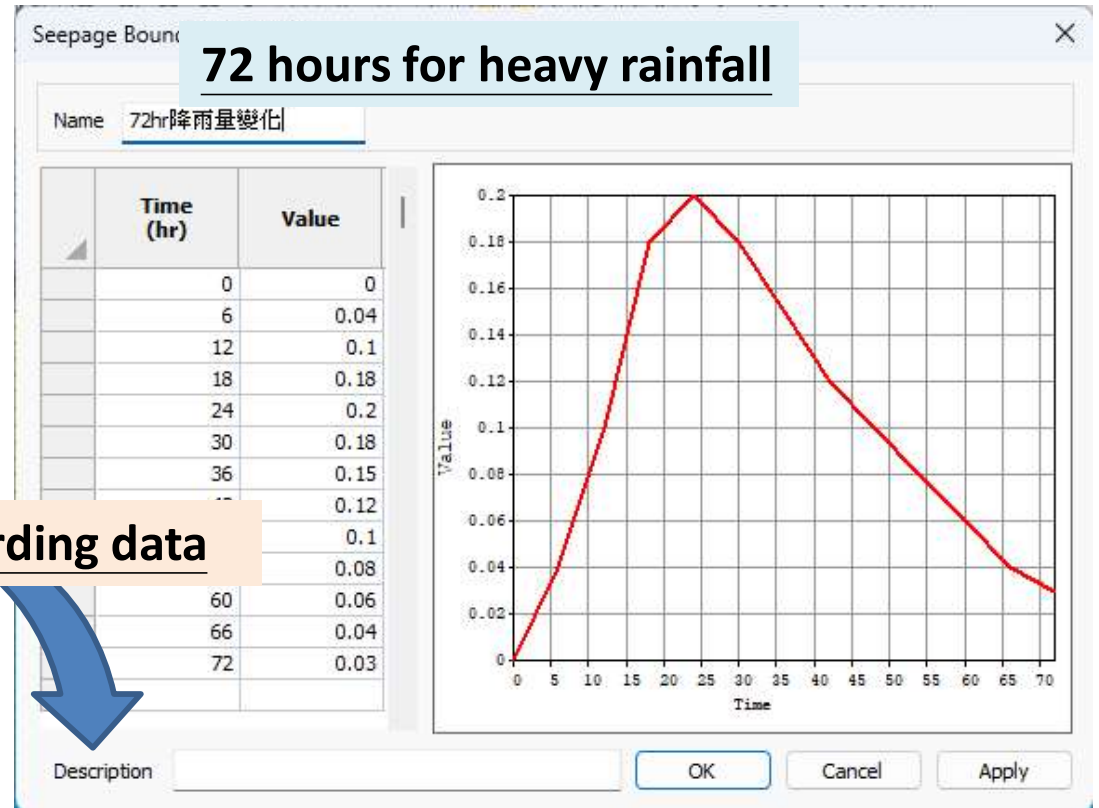 Seepage Boun
72 hours for heavy rainfall
Name 72hr降雨量變化
Time (hr) Value
0 0
6 0.04
12 0.1
18 0.18
24 0.2
30 0.18
36 0.15
0.12
0.1
rding data
0.08
60 0.06
66 0.04
72 0.03
0.2
0.18
0.16
0.14
0.12
0.1
0.08
0.06
0.04
0.02
0
Value
0 5 10 15 20 25 30 35 40 45 50 55 60 65 70
Time
Description
OK Cancel Apply